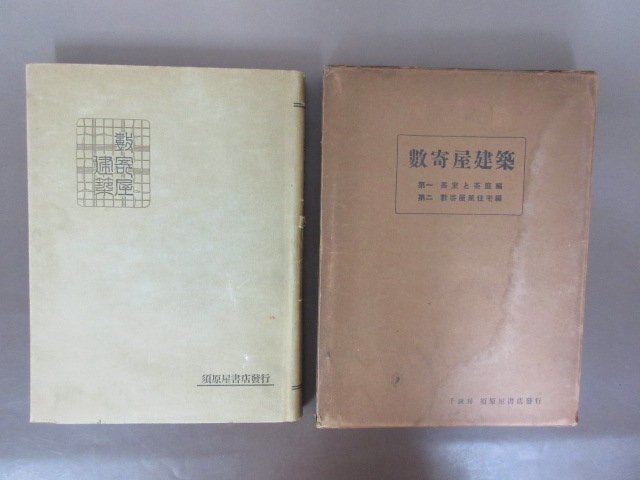 數寄屋
建築
須原屋書店發行
數寄屋建築
第一 茶室と茶庭編
第二 數寄屋風住宅編
須原屋書店發行